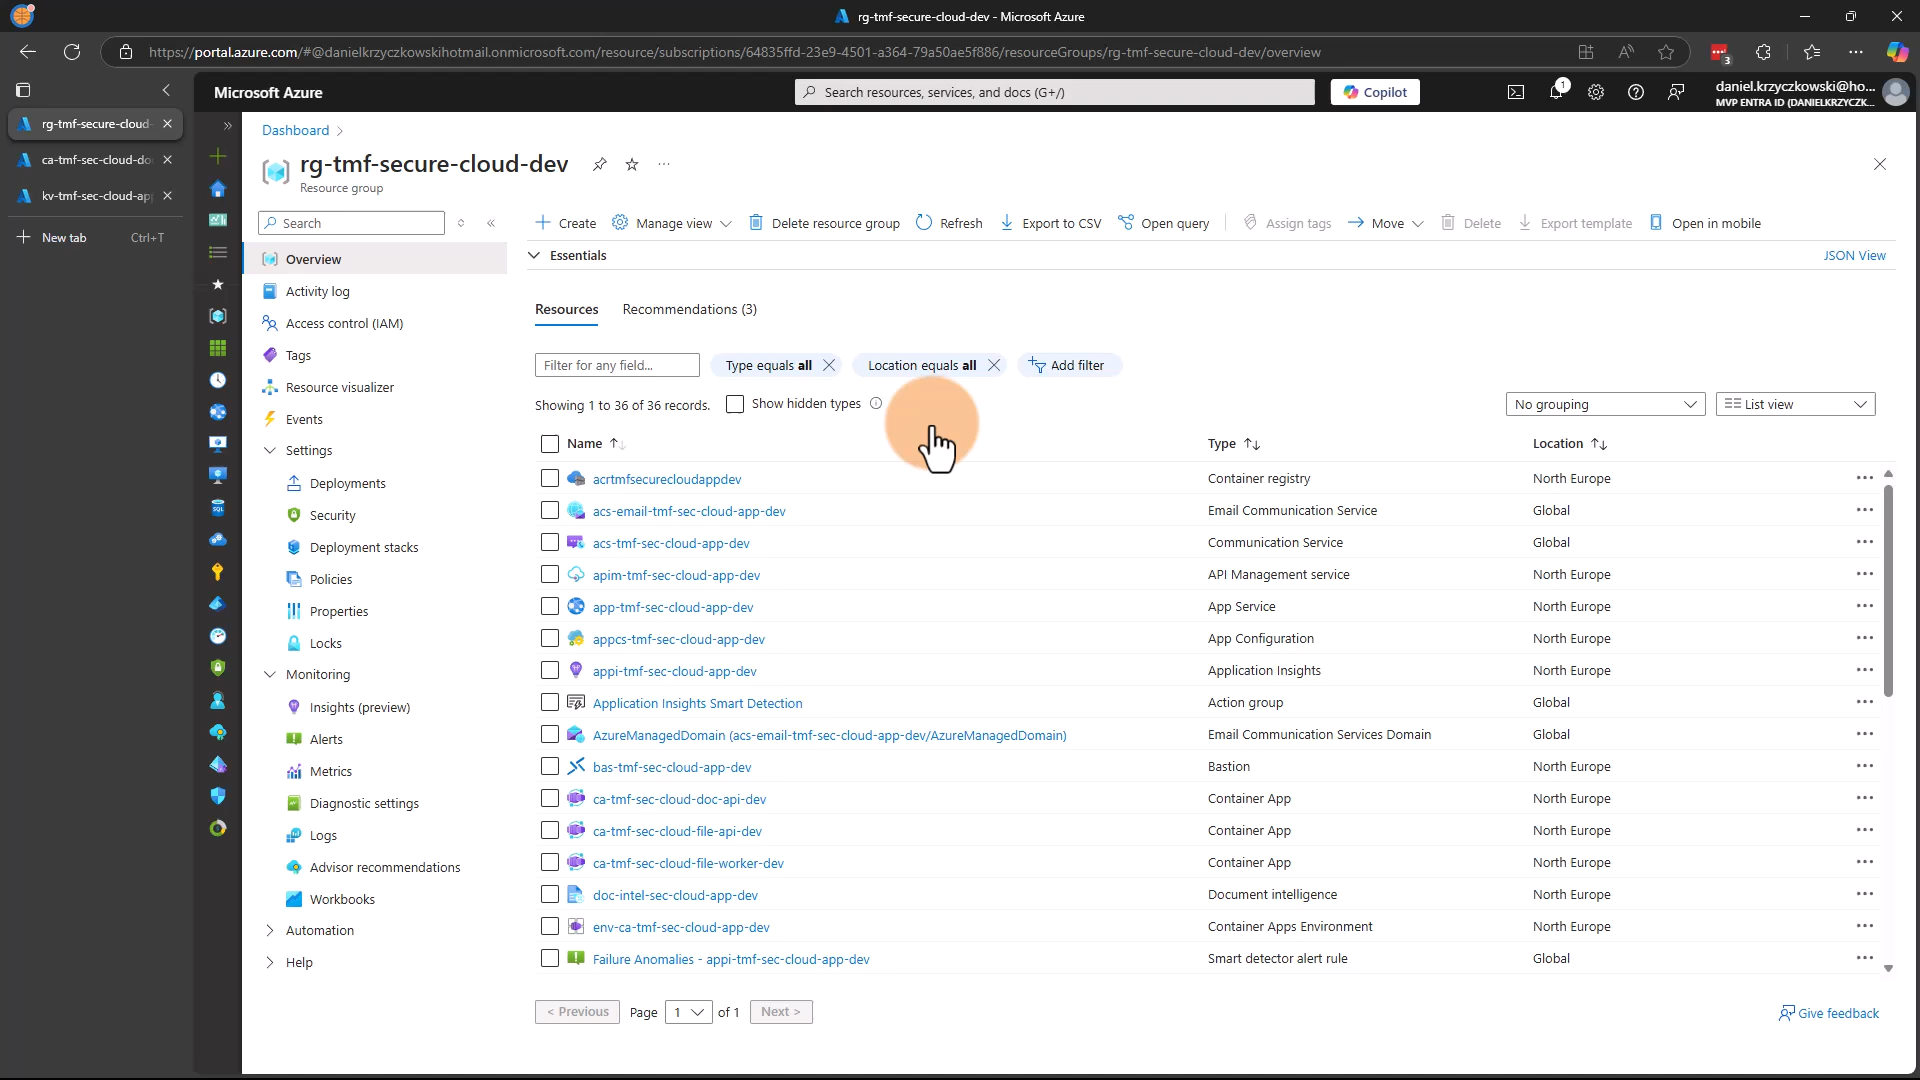 rg-tmf-secure-cloud-dev - Microsoft Azure
https://portal.azure.com/#@danielkrzyczkowskihotmail.onmicrosoft.com/resource/subscriptions/64835ffd-23e9-4501-a364-79a50ae5f886/resourceGroups/rg-tmf-secure-cloud-dev/overview
3
rg-tmf-secure-cloud-
ca-tmf-sec-cloud-do
kv-tmf-sec-cloud-ap
New tab Ctrl+T
Microsoft Azure
Search resources, services, and docs (G+/)
Copilot
1
daniel.krzyczkowski@ho...
MVP ENTRA ID (DANIELKRZYCZK...
Dashboard
rg-tmf-secure-cloud-dev
Resource group
Search
Create Manage view Delete resource group Refresh Export to CSV Open query Assign tags Move Delete Export template Open in mobile
Overview
Activity log
Access control (IAM)
Tags
Resource visualizer
Events
Settings
Deployments
Security
Deployment stacks
Policies
Properties
Locks
Monitoring
Insights (preview)
Alerts
Metrics
Diagnostic settings
Logs
Advisor recommendations
Workbooks
Automation
Help
Essentials JSON View
Resources Recommendations (3)
Filter for any field... Type equals all Location equals all Add filter
Showing 1 to 36 of 36 records. Show hidden types No grouping List view
Name Type Location
acrtmfsecurecloudappdev Container registry North Europe
acs-email-tmf-sec-cloud-app-dev Email Communication Service Global
acs-tmf-sec-cloud-app-dev Communication Service Global
apim-tmf-sec-cloud-app-dev API Management service North Europe
app-tmf-sec-cloud-app-dev App Service North Europe
appcs-tmf-sec-cloud-app-dev App Configuration North Europe
appi-tmf-sec-cloud-app-dev Application Insights North Europe
Application Insights Smart Detection Action group Global
AzureManagedDomain (acs-email-tmf-sec-cloud-app-dev/AzureManagedDomain) Email Communication Services Domain Global
bas-tmf-sec-cloud-app-dev Bastion North Europe
ca-tmf-sec-cloud-doc-api-dev Container App North Europe
ca-tmf-sec-cloud-file-api-dev Container App North Europe
ca-tmf-sec-cloud-file-worker-dev Container App North Europe
doc-intel-sec-cloud-app-dev Document intelligence North Europe
env-ca-tmf-sec-cloud-app-dev Container Apps Environment North Europe
Failure Anomalies - appi-tmf-sec-cloud-app-dev Smart detector alert rule Global
< Previous Page 1 of 1 Next >
Give feedback